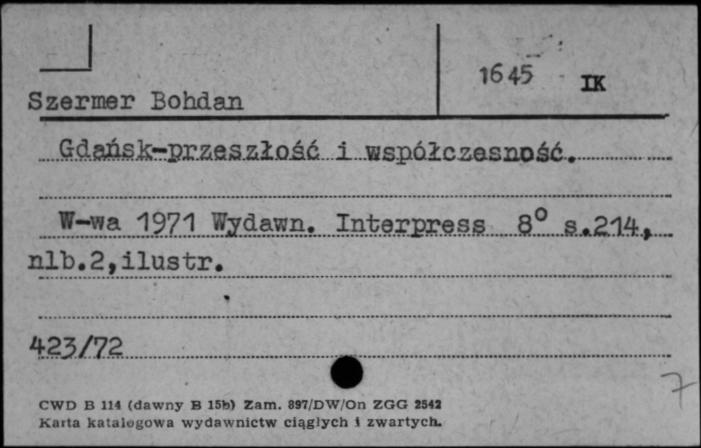 1645 IK
Szermer Bohdan
Gdańsk-przeszłość i współczesność.
W-wa 1971 Wydawn. Interpress 8° s.214,
nlb.2,ilustr.
423/72
7
CWD B 114 (dawny B 15b) Zam. 897/DW/On ZGG 2542
Karta katalogowa wydawnictw ciągłych i zwartych.